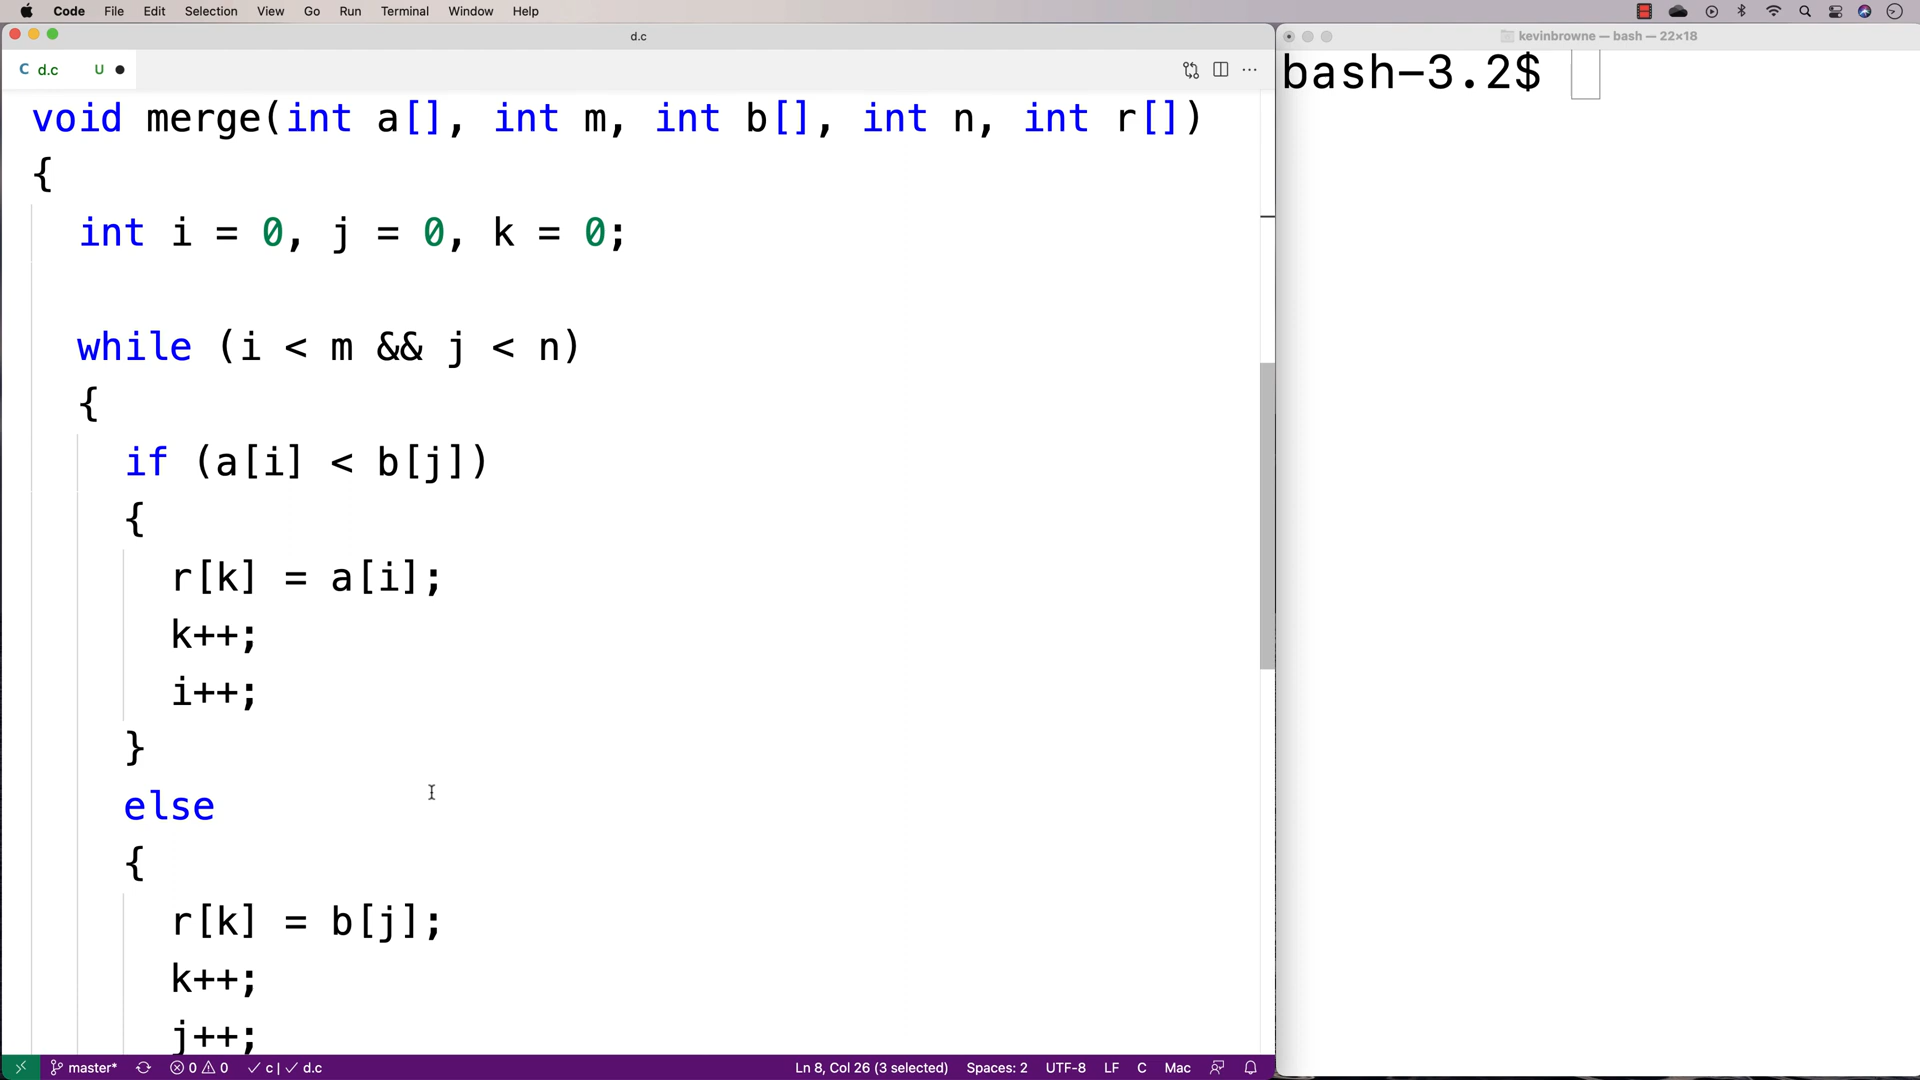 Code File Edit Selection View Go Run Terminal Window Help
d.c
kevinbrowne — bash — 22×18
C d.c U
bash-3.2$
void merge(int a[], int m, int b[], int n, int r[])
{
int i = 0, j = 0, k = 0;
while (i < m && j < n)
{
if (a[i] < b[j])
{
r[k] = a[i];
k++;
i++;
}
else
{
r[k] = b[j];
k++;
j++;
master* 0 0 c | d.c Ln 8, Col 26 (3 selected) Spaces: 2 UTF-8 LF C Mac